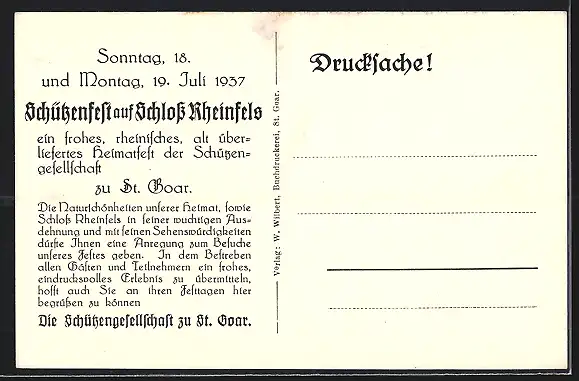 Sonntag, 18.
und Montag, 19. Juli 1937
Schützenfest auf Schloß Rheinfels
ein frohes, rheinisches, alt über-
liefertes Heimatfest der Schützen-
gesellschaft
zu St. Goar.
Die Naturschönheiten unserer Heimat, sowie
Schloß Rheinfels in seiner wuchtigen Aus-
dehnung und mit seinen Sehenswürdigkeiten
dürfte Ihnen eine Anregung zum Besuche
unseres Festes geben. In dem Bestreben
allen Gästen und Teilnehmern ein frohes,
eindrucksvolles Erlebnis zu übermitteln,
hofft auch Sie an ihren Festtagen hier
begrüßen zu können
Die Schützengesellschaft zu St. Goar.
Verlag: W. Wilbert, Buchdruckerei, St. Goar.
Drucksache!